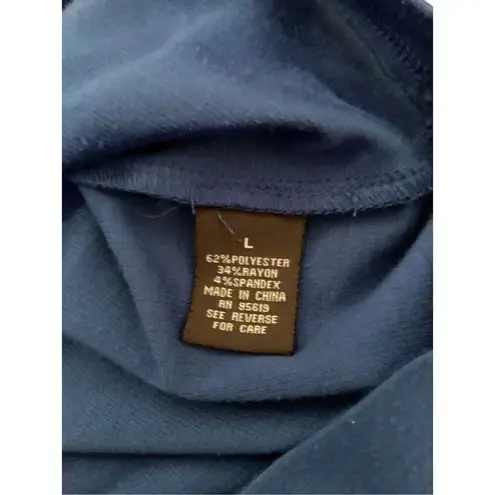 L
62%POLYESTER
34%RAYON
4%SPANDEX
MADE IN CHINA
RN 95619
SEE REVERSE
FOR CARE